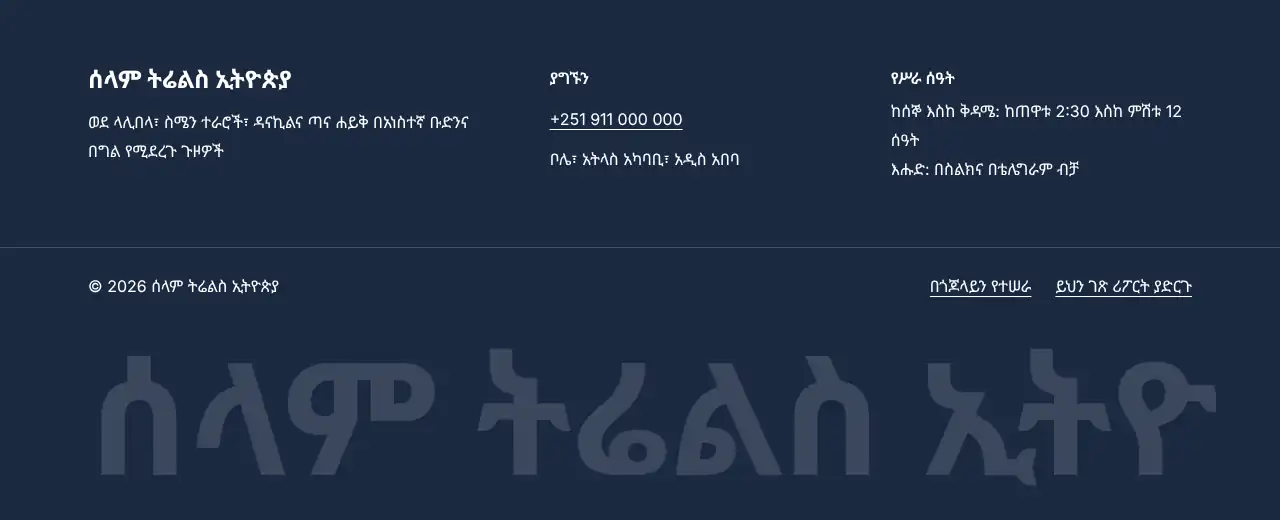 ሰላም ትሬልስ ኢትዮጵያ
ወደ ላሊበላ፣ ስሜን ተራሮች፣ ዳናኪልና ጣና ሐይቅ በአነስተኛ ቡድንና
በግል የሚደረጉ ጉዞዎች
ያግኙን
+251 911 000 000
ቦሌ፣ አትላስ አካባቢ፣ አዲስ አበባ
የሥራ ሰዓት
ከሰኞ እስከ ቅዳሜ: ከጠዋቱ 2:30 እስከ ምሽቱ 12
ሰዓት
እሑድ: በስልክና በቴሌግራም ብቻ
© 2026 ሰላም ትሬልስ ኢትዮጵያ
በጎጆላይን የተሠራ
ይህን ገጽ ሪፖርት ያድርጉ
ሰላም ትሬልስ ኢትዮ